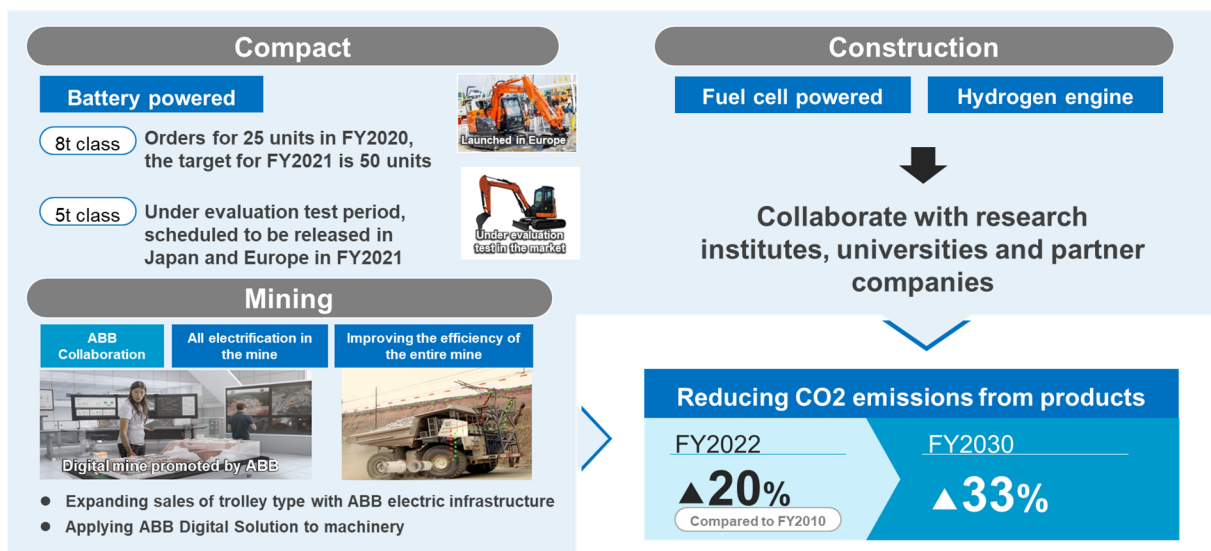 Compact
Battery powered
8t class
Orders for 25 units in FY2020,
the target for FY2021 is 50 units
Launched in Europe
5t class
Under evaluation test period,
scheduled to be released in
Japan and Europe in FY2021
Under evaluation
test in the market
Mining
ABB
Collaboration
All electrification in
the mine
Improving the efficiency of
the entire mine
Digital mine promoted by ABB
● Expanding sales of trolley type with ABB electric infrastructure
● Applying ABB Digital Solution to machinery
Construction
Fuel cell powered
Hydrogen engine
Collaborate with research
institutes, universities and partner
companies
Reducing CO2 emissions from products
FY2022
▲20%
Compared to FY2010
FY2030
▲33%